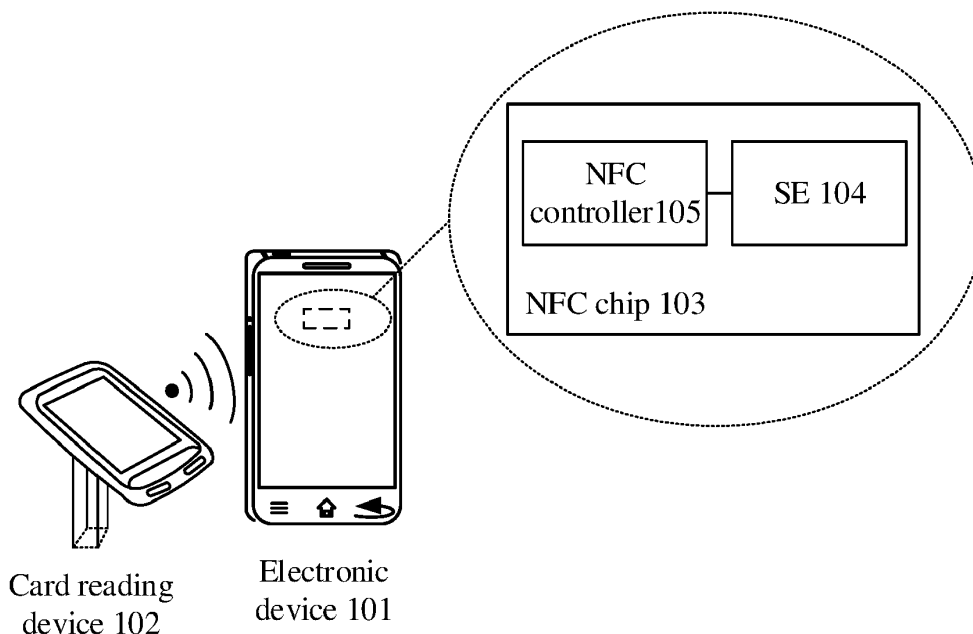 NFC
controller105
SE 104
NFC chip 103
Electronic
device 101
Card reading
device 102